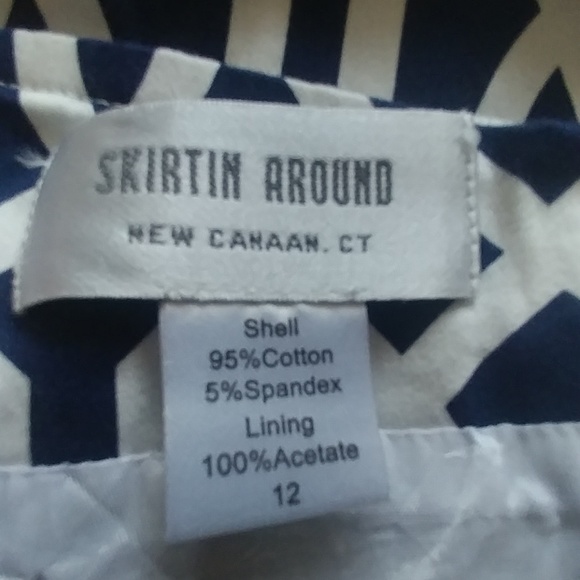 SKIRTIN AROUND
NEW CANAAN. CT
Shell
95%Cotton
5%Spandex
Lining
100%Acetate
12